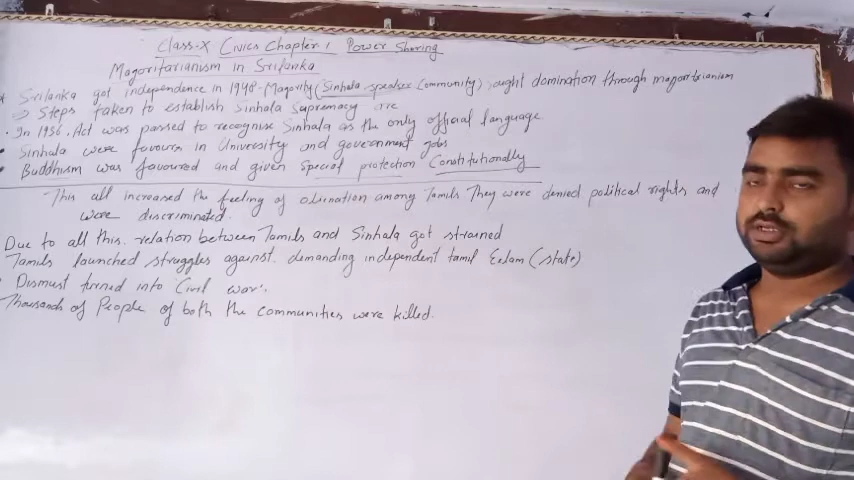 Class-X Civics Chapter-1 Power Sharing
Magoritarianism in Srilanka
Srilanka got independence in 1948- Magority (Sinhala speaker Community) ought domination through magoritarianism
⇒ Steps taken to establish Sinhala Supremacy are
• In 1956, Act was passed to recognise Sinhala as the only official language.
• Sinhala were favours in University and government jobs
• Buddhism was favoured and given special protection Constitutionally
This all increased the feeling of alienation among Tamils They were denied political rights and
were discriminated.
Due to all this. relation between Tamils and Sinhala got strained
Tamils launched struggles against. demanding independent tamil Eelam (state)
• Dismust turned into 'Civil war'.
Thousands of People of both the communities were killed.